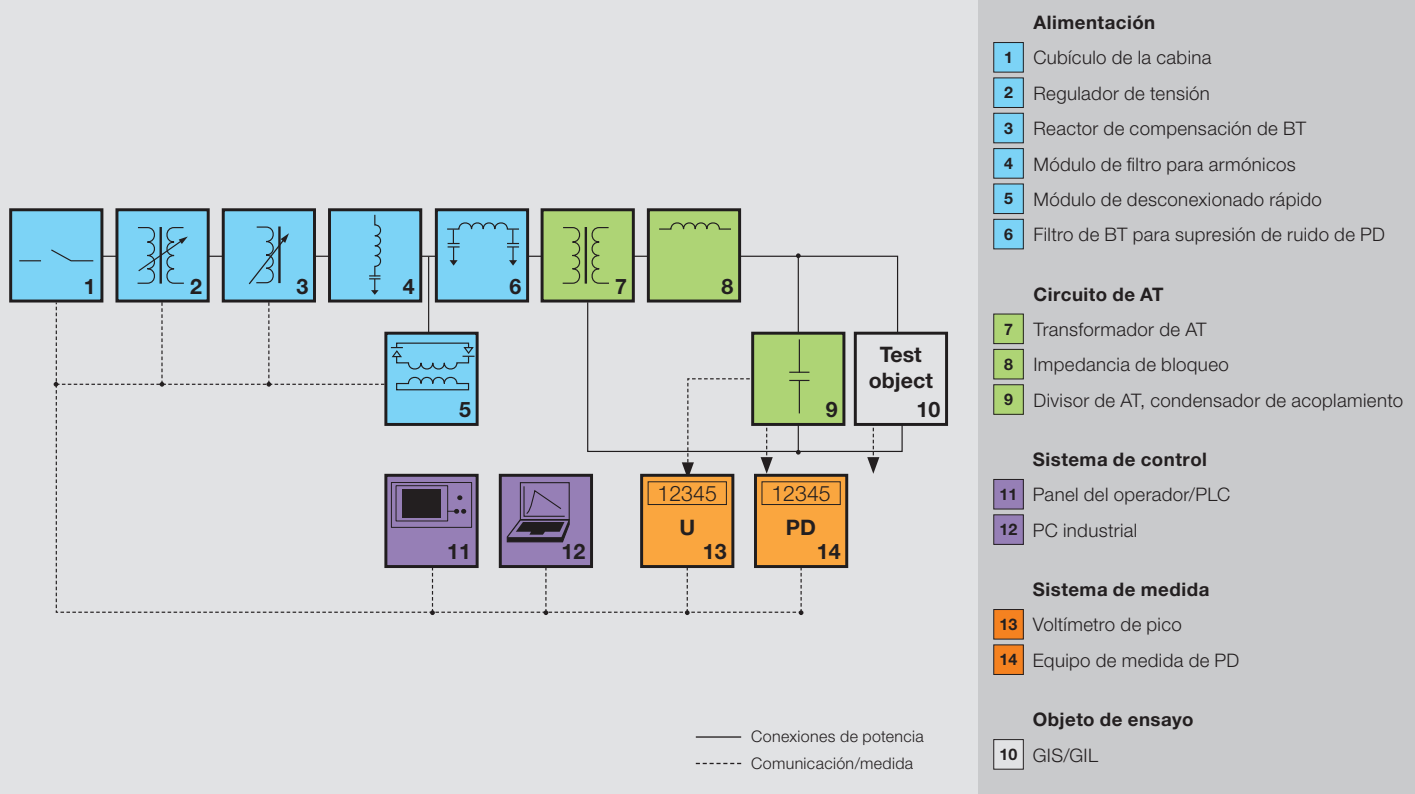 1
2
3
4
6
7
8
5
9
Test
object
10
11
12
12345
U
13
12345
PD
14
Conexiones de potencia
Comunicación/medida
Alimentación
1 Cubículo de la cabina
2 Regulador de tensión
3 Reactor de compensación de BT
4 Módulo de filtro para armónicos
5 Módulo de desconexionado rápido
6 Filtro de BT para supresión de ruido de PD
Circuito de AT
7 Transformador de AT
8 Impedancia de bloqueo
9 Divisor de AT, condensador de acoplamiento
Sistema de control
11 Panel del operador/PLC
12 PC industrial
Sistema de medida
13 Voltímetro de pico
14 Equipo de medida de PD
Objeto de ensayo
10 GIS/GIL